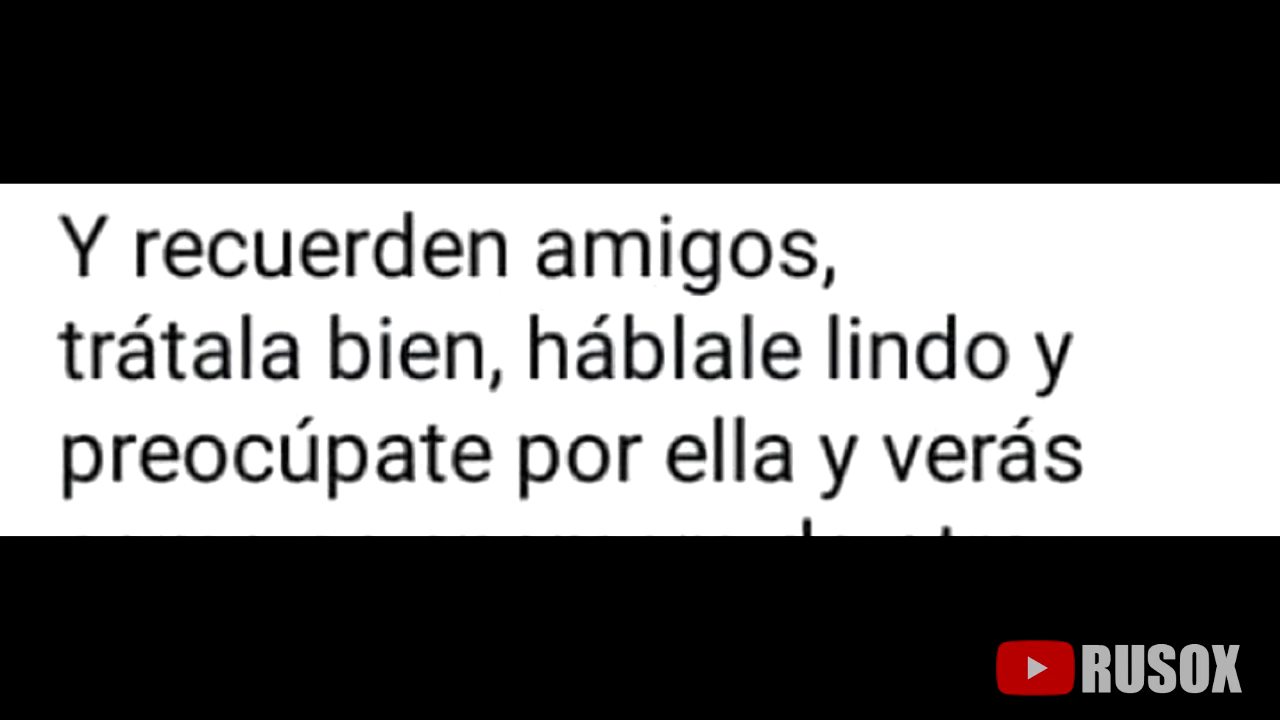 Y recuerden amigos,
trátala bien, háblale lindo y
preocúpate por ella y verás
RUSOX